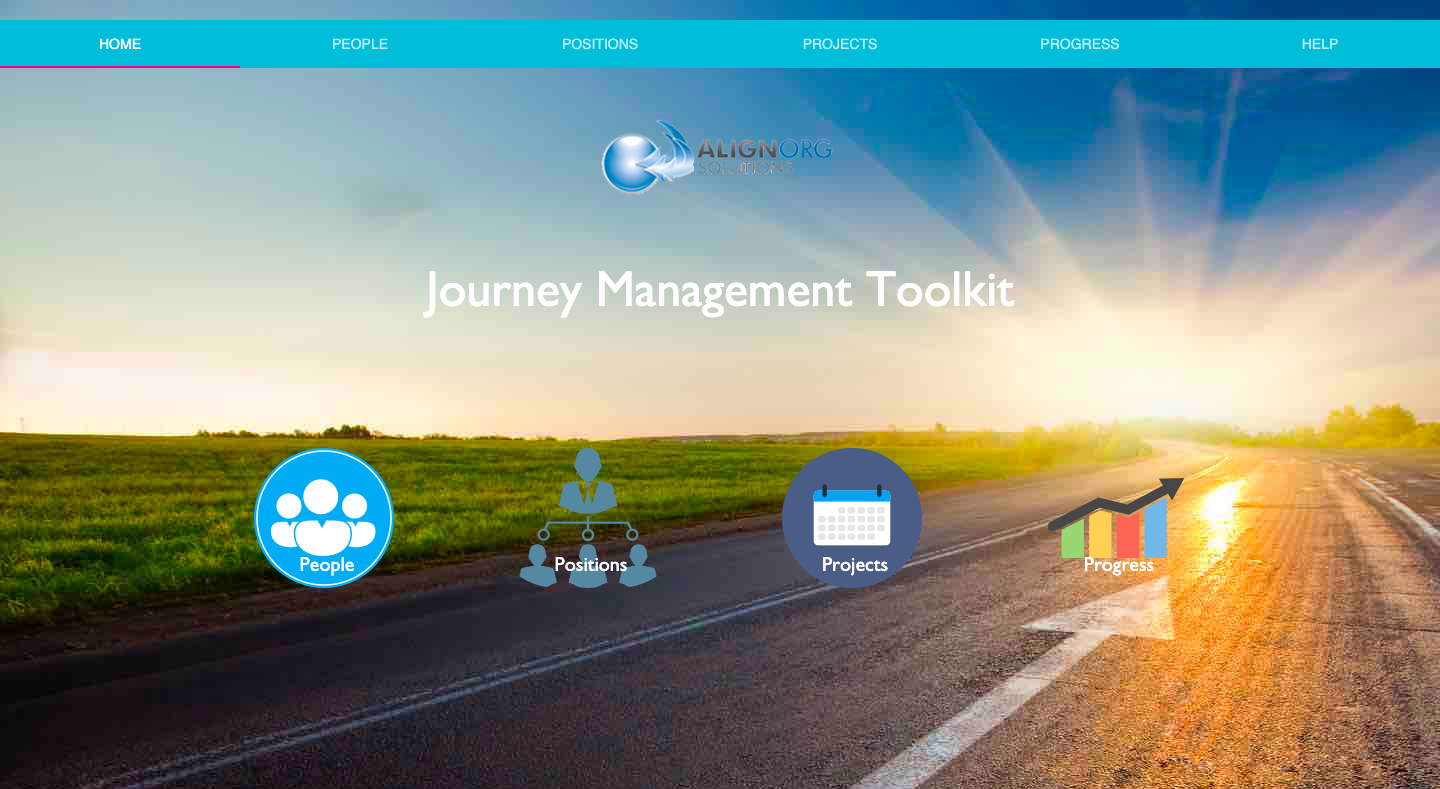 HOME
PEOPLE
POSITIONS
PROJECTS
PROGRESS
HELP
ALIGNORG
SOLUTIONS
Journey Management Toolkit
People
Positions
Projects
Progress